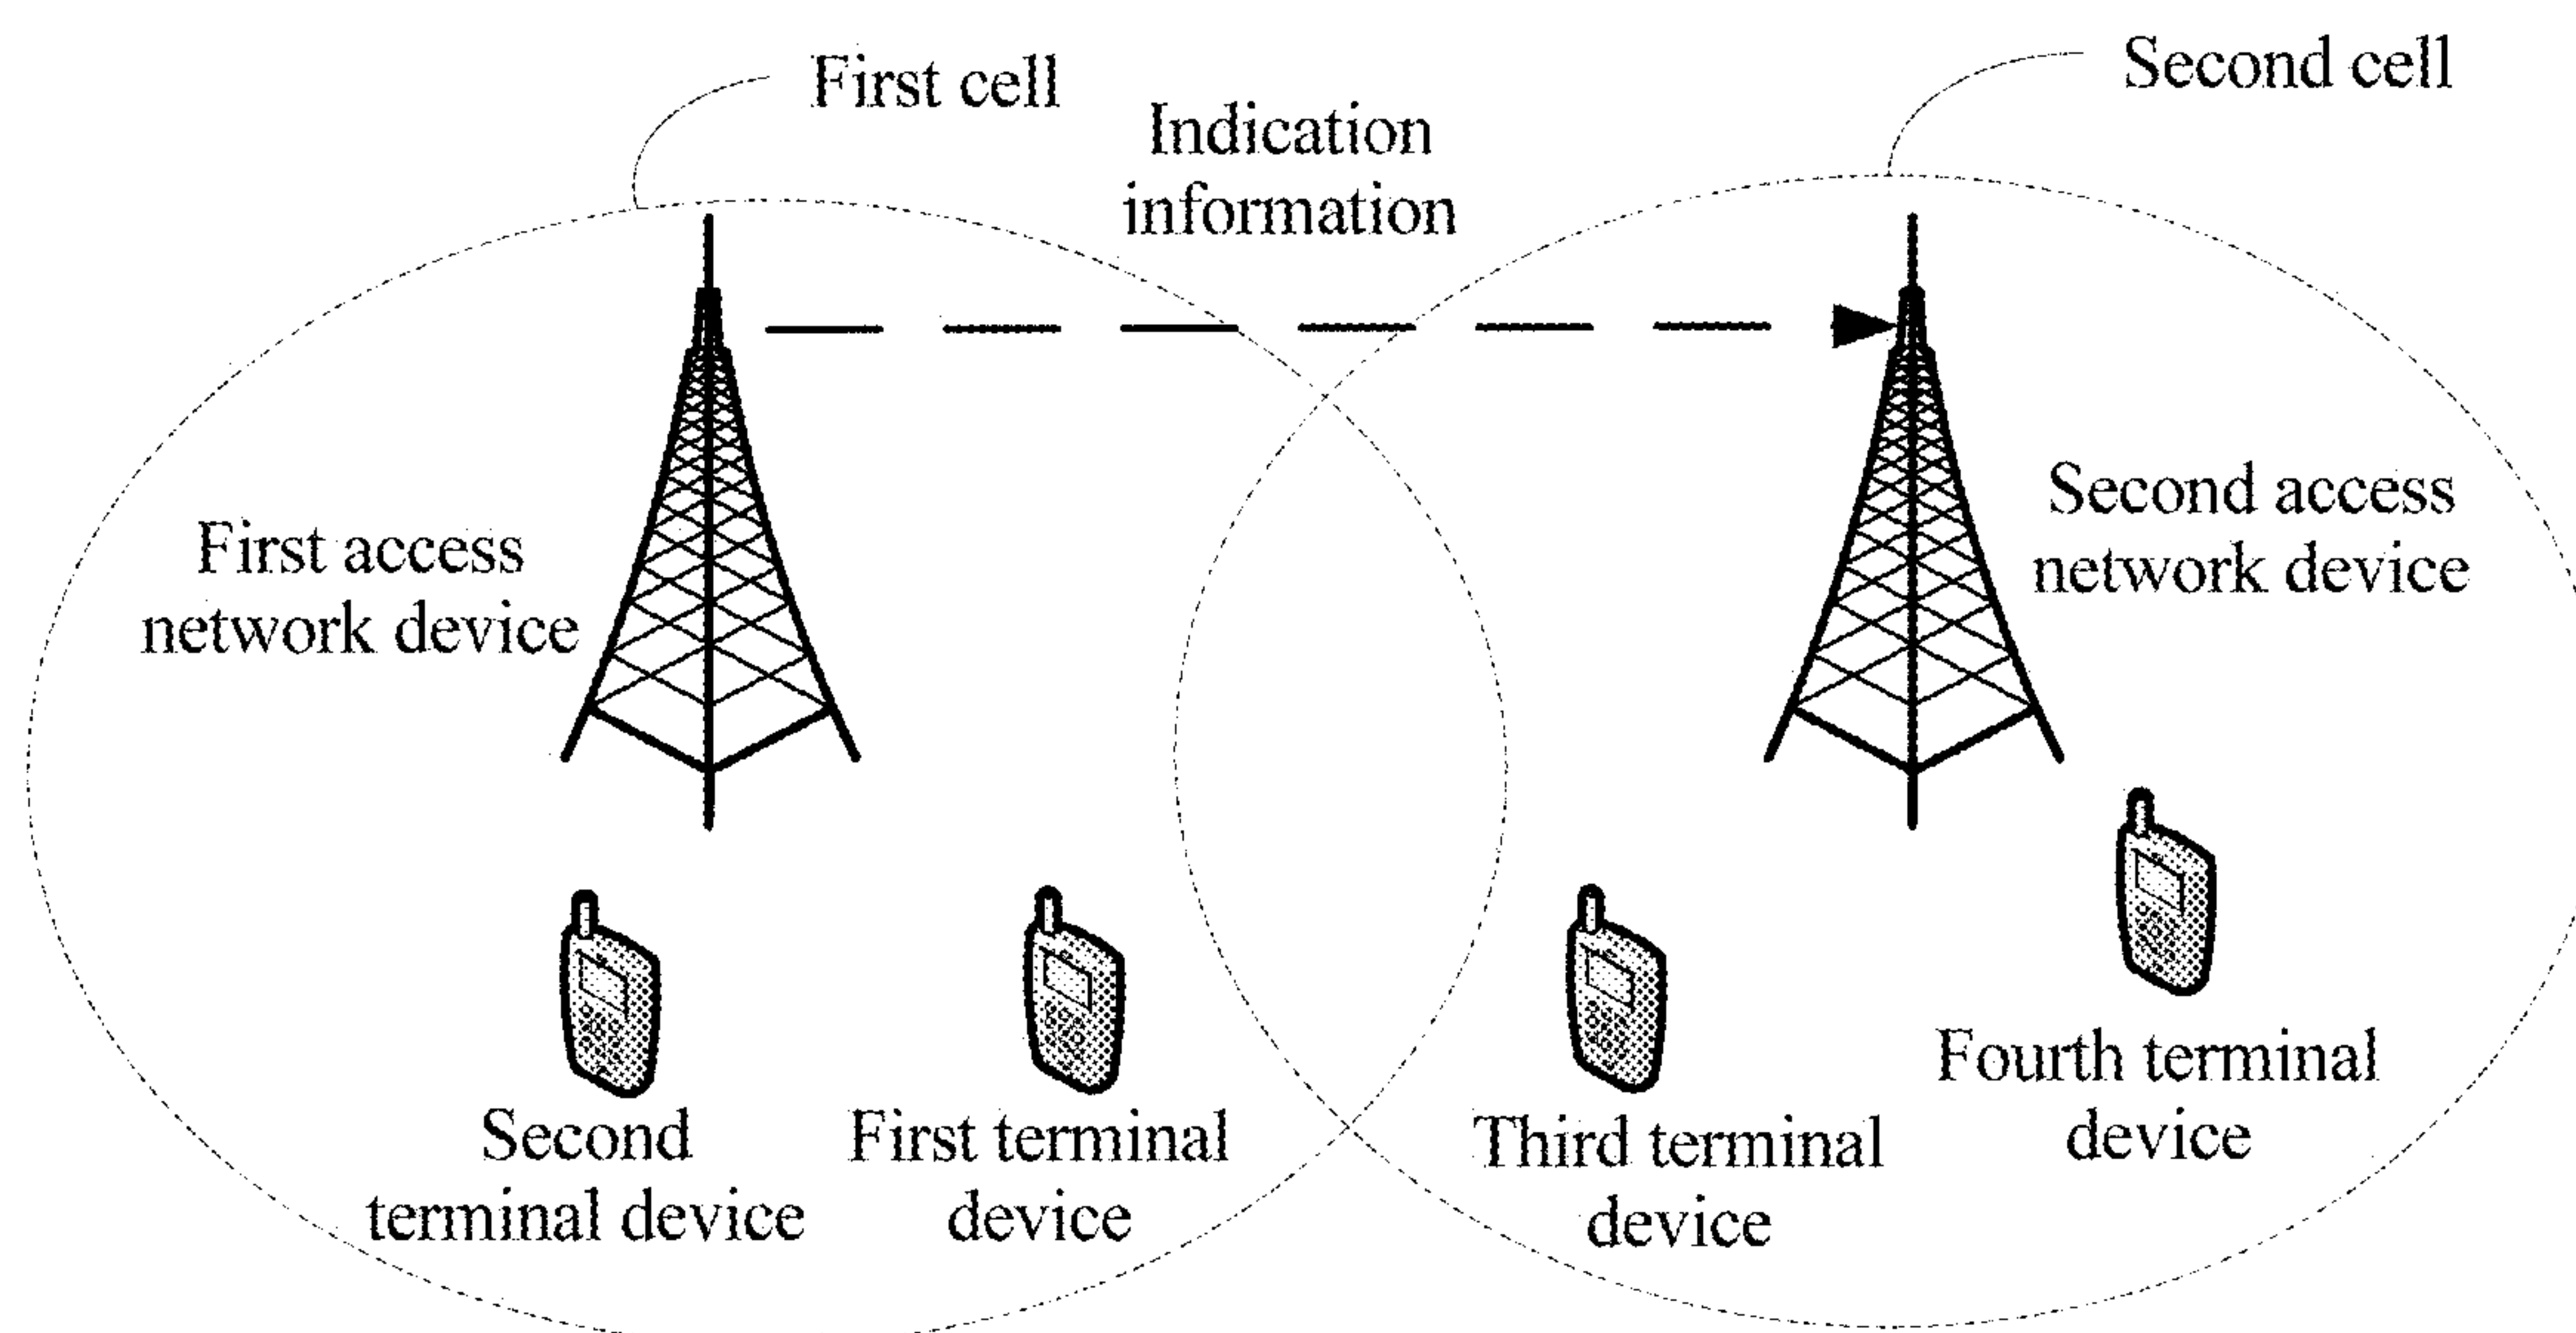 First cell
Second cell
Indication
information
First access
network device
Second access
network device
Second
terminal device
First terminal
device
Third terminal
device
Fourth terminal
device